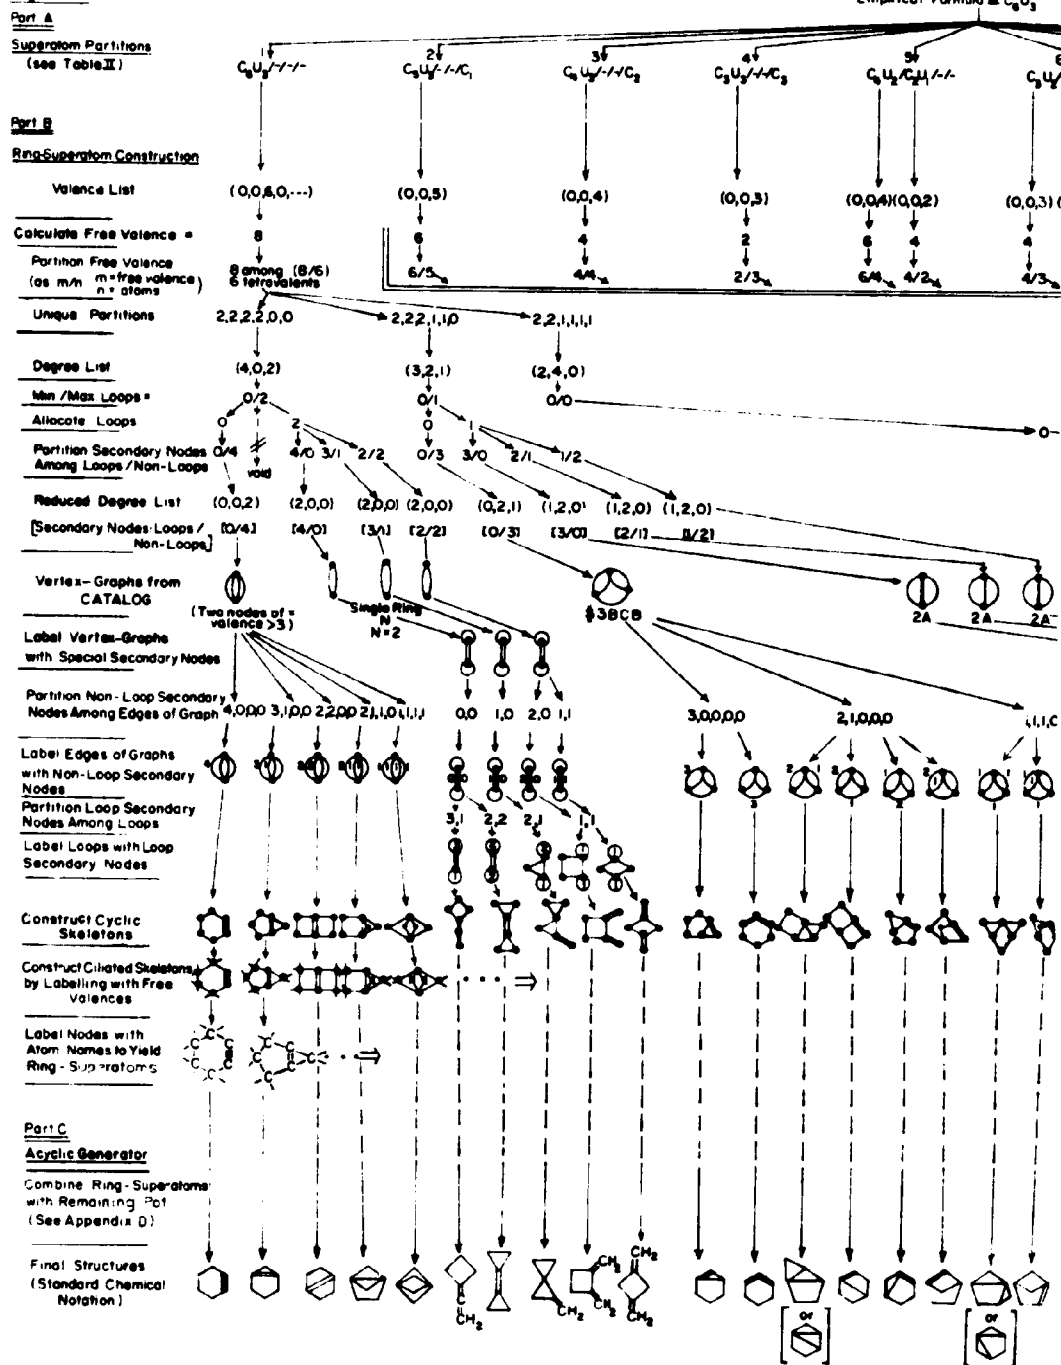 Empirical Formula = C6U3
Part A
Superatom Partitions
(see Table II)
1 2 3 4 5 6
C6U3/-/-/- C5U3/-/-/C1 C4U3/-/-/C2 C3U3/-/-/C3 C4U2/C2U1/-/-
Part B
Ring-Superatom Construction
Valence List (0,0,6,0,---) (0,0,5) (0,0,4) (0,0,3) (0,0,4)(0,0,2) (0,0,3)
Calculate Free Valence = 8 6 4 2 6 4 4
Partition Free Valence
(as m/n m=free valence
n = atoms )
8 among (8/6)
6 tetravalents
6/5 4/4 2/3 6/4 4/2 4/3
Unique Partitions 2,2,2,2,0,0 2,2,2,1,1,0 2,2,1,1,1,1
Degree List (4,0,2) (3,2,1) (2,4,0)
Min /Max Loops = 0/2 0/1 0/0
Allocate Loops 0 2 0 1 0
Partition Secondary Nodes 0/4 4/0 3/1 2/2 0/3 3/0 2/1 1/2
Among Loops/Non-Loops void
Reduced Degree List (0,0,2) (2,0,0) (2,0,0) (2,0,0) (0,2,1) (1,2,0) (1,2,0) (1,2,0)
[Secondary Nodes: Loops / [0/4] [4/0] [3/1] [2/2] [0/3] [3/0] [2/1] [1/2]
Non-Loops]
Vertex-Graphs from
CATALOG
(Two nodes of =
valence >3)
Single Ring
N
N=2
3BCB
2A 2A 2A
Label Vertex-Graphs
with Special Secondary Nodes
Partition Non-Loop Secondary
Nodes Among Edges of Graph 4,0,0,0 3,1,0,0 2,2,0,0 2,1,1,0 1,1,1,1 0,0 1,0 2,0 1,1 3,0,0,0,0 2,1,0,0,0
Label Edges of Graphs
with Non-Loop Secondary
Nodes
Partition Loop Secondary
Nodes Among Loops 3,1 2,2 2,1 1,1
Label Loops with Loop
Secondary Nodes
Construct Cyclic
Skeletons
Construct Ciliated Skeletons
by Labelling with Free
Valences
Label Nodes with
Atom Names to Yield
Ring-Superatoms
Part C
Acyclic Generator
Combine Ring-Superatoms
with Remaining Pot
(See Appendix D)
Final Structures
(Standard Chemical
Notation)
C
CH2
CH2
CH2
CH2
CH2
CH2
or
or